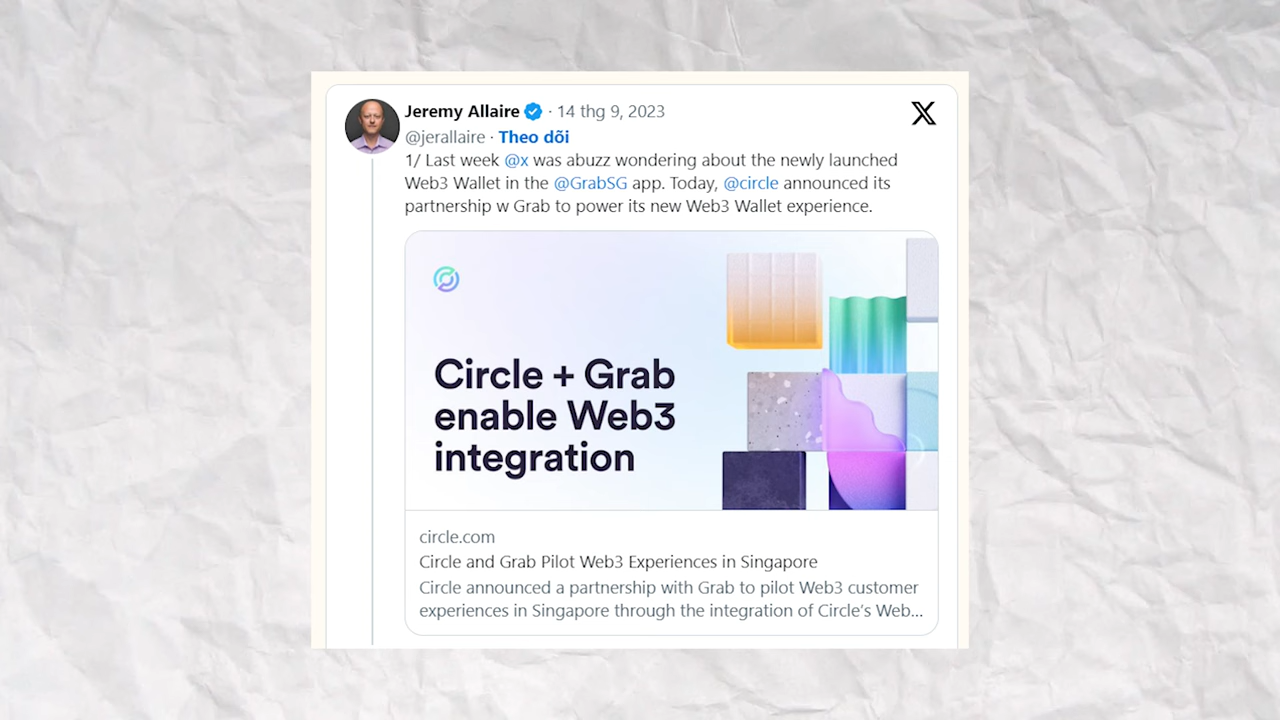 Jeremy Allaire · 14 thg 9, 2023
@jerallaire · Theo dõi
1/ Last week @x was abuzz wondering about the newly launched
Web3 Wallet in the @GrabSG app. Today, @circle announced its
partnership w Grab to power its new Web3 Wallet experience.
Circle + Grab
enable Web3
integration
circle.com
Circle and Grab Pilot Web3 Experiences in Singapore
Circle announced a partnership with Grab to pilot Web3 customer
experiences in Singapore through the integration of Circle's Web...